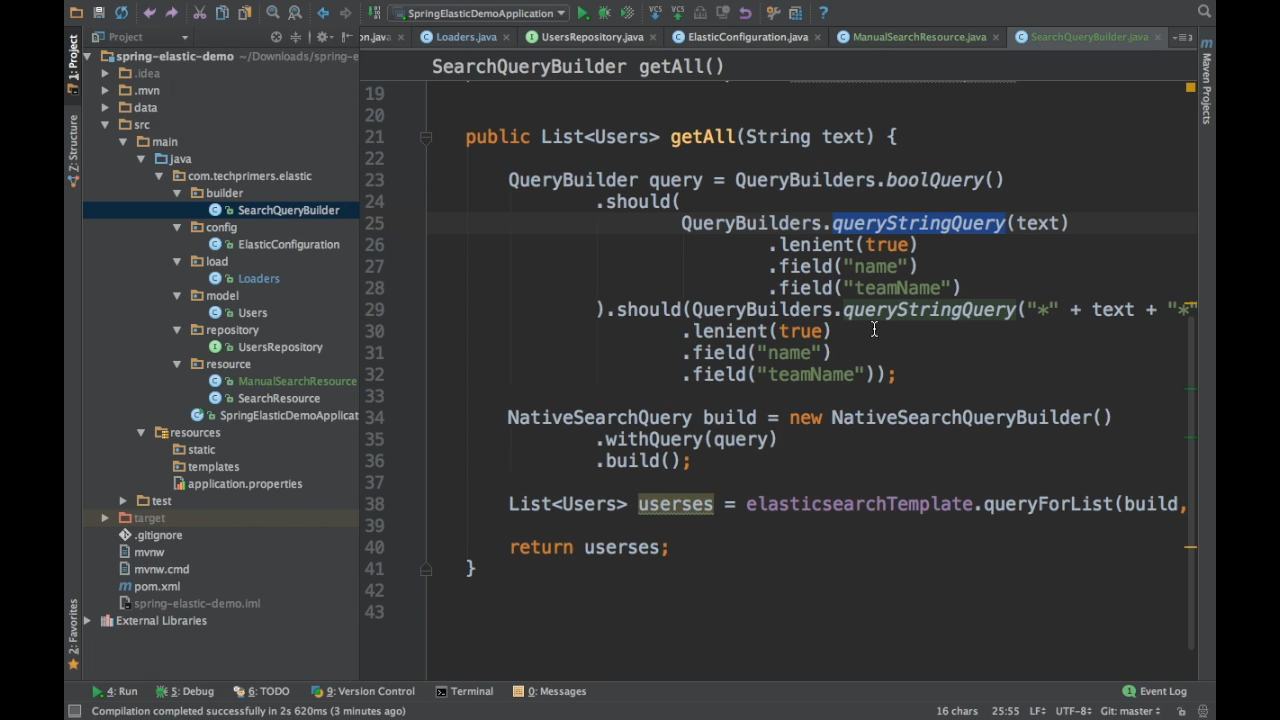 SpringElasticDemoApplication
Project
on.java
Loaders.java
UsersRepository.java
ElasticConfiguration.java
ManualSearchResource.java
SearchQueryBuilder.java
SearchQueryBuilder getAll()
1: Project
Z: Structure
2: Favorites
Maven Projects
spring-elastic-demo ~/Downloads/spring-e
.idea
.mvn
data
src
main
java
com.techprimers.elastic
builder
SearchQueryBuilder
config
ElasticConfiguration
load
Loaders
model
Users
repository
UsersRepository
resource
ManualSearchResource
SearchResource
SpringElasticDemoApplicat
resources
static
templates
application.properties
test
target
.gitignore
mvnw
mvnw.cmd
pom.xml
spring-elastic-demo.iml
External Libraries
19
20
21 public List<Users> getAll(String text) {
22
23 QueryBuilder query = QueryBuilders.boolQuery()
24 .should(
25 QueryBuilders.queryStringQuery(text)
26 .lenient(true)
27 .field("name")
28 .field("teamName")
29 ).should(QueryBuilders.queryStringQuery("*" + text + "*"
30 .lenient(true)
31 .field("name")
32 .field("teamName"));
33
34 NativeSearchQuery build = new NativeSearchQueryBuilder()
35 .withQuery(query)
36 .build();
37
38 List<Users> userses = elasticsearchTemplate.queryForList(build,
39
40 return userses;
41 }
42
43
4: Run
5: Debug
6: TODO
9: Version Control
Terminal
0: Messages
1 Event Log
Compilation completed successfully in 2s 620ms (3 minutes ago)
16 chars 25:55 LF÷ UTF-8÷ Git: master÷